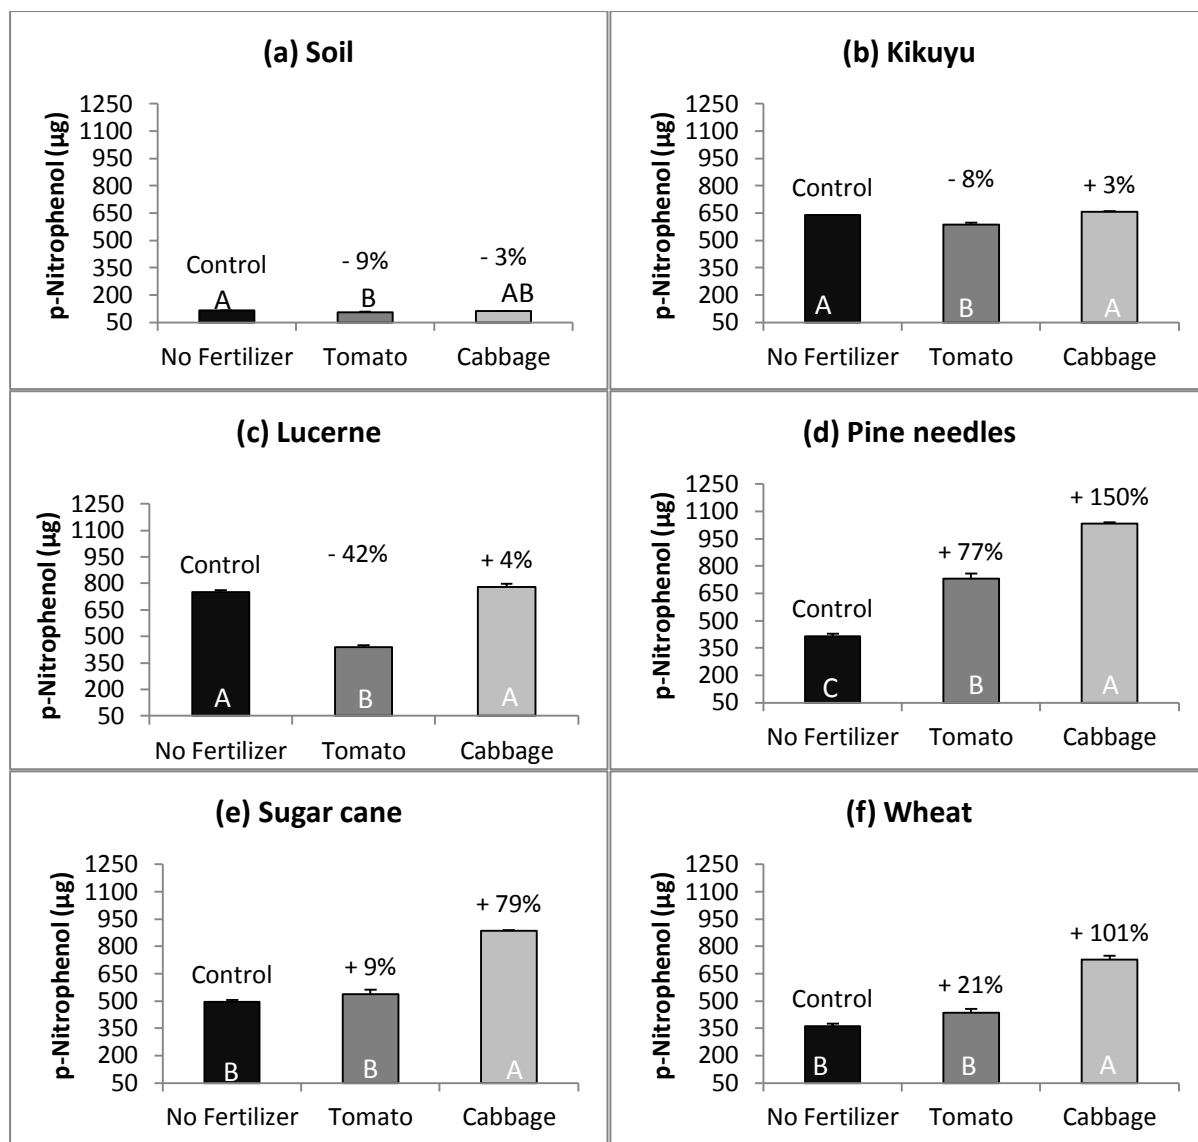 (a) Soil
p-Nitrophenol (µg)
1250
1100
950
800
650
500
350
200
50
Control
- 9%
- 3%
A
B
AB
No Fertilizer
Tomato
Cabbage
(b) Kikuyu
p-Nitrophenol (µg)
1250
1100
950
800
650
500
350
200
50
Control
- 8%
+ 3%
A
B
A
No Fertilizer
Tomato
Cabbage
(c) Lucerne
p-Nitrophenol (µg)
1250
1100
950
800
650
500
350
200
50
Control
- 42%
+ 4%
A
B
A
No Fertilizer
Tomato
Cabbage
(d) Pine needles
p-Nitrophenol (µg)
1250
1100
950
800
650
500
350
200
50
Control
+ 77%
+ 150%
C
B
A
No Fertilizer
Tomato
Cabbage
(e) Sugar cane
p-Nitrophenol (µg)
1250
1100
950
800
650
500
350
200
50
Control
+ 9%
+ 79%
B
B
A
No Fertilizer
Tomato
Cabbage
(f) Wheat
p-Nitrophenol (µg)
1250
1100
950
800
650
500
350
200
50
Control
+ 21%
+ 101%
B
B
A
No Fertilizer
Tomato
Cabbage